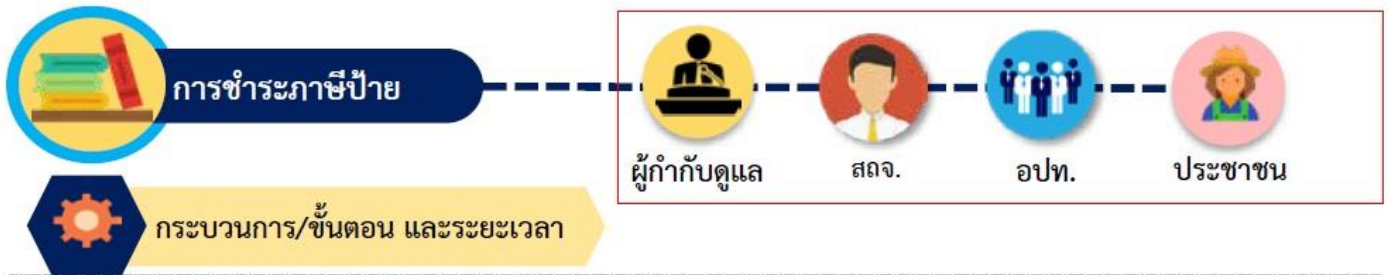 การชำระภาษีป้าย
ผู้กำกับดูแล สถจ. อปท. ประชาชน
กระบวนการ/ขั้นตอน และระยะเวลา